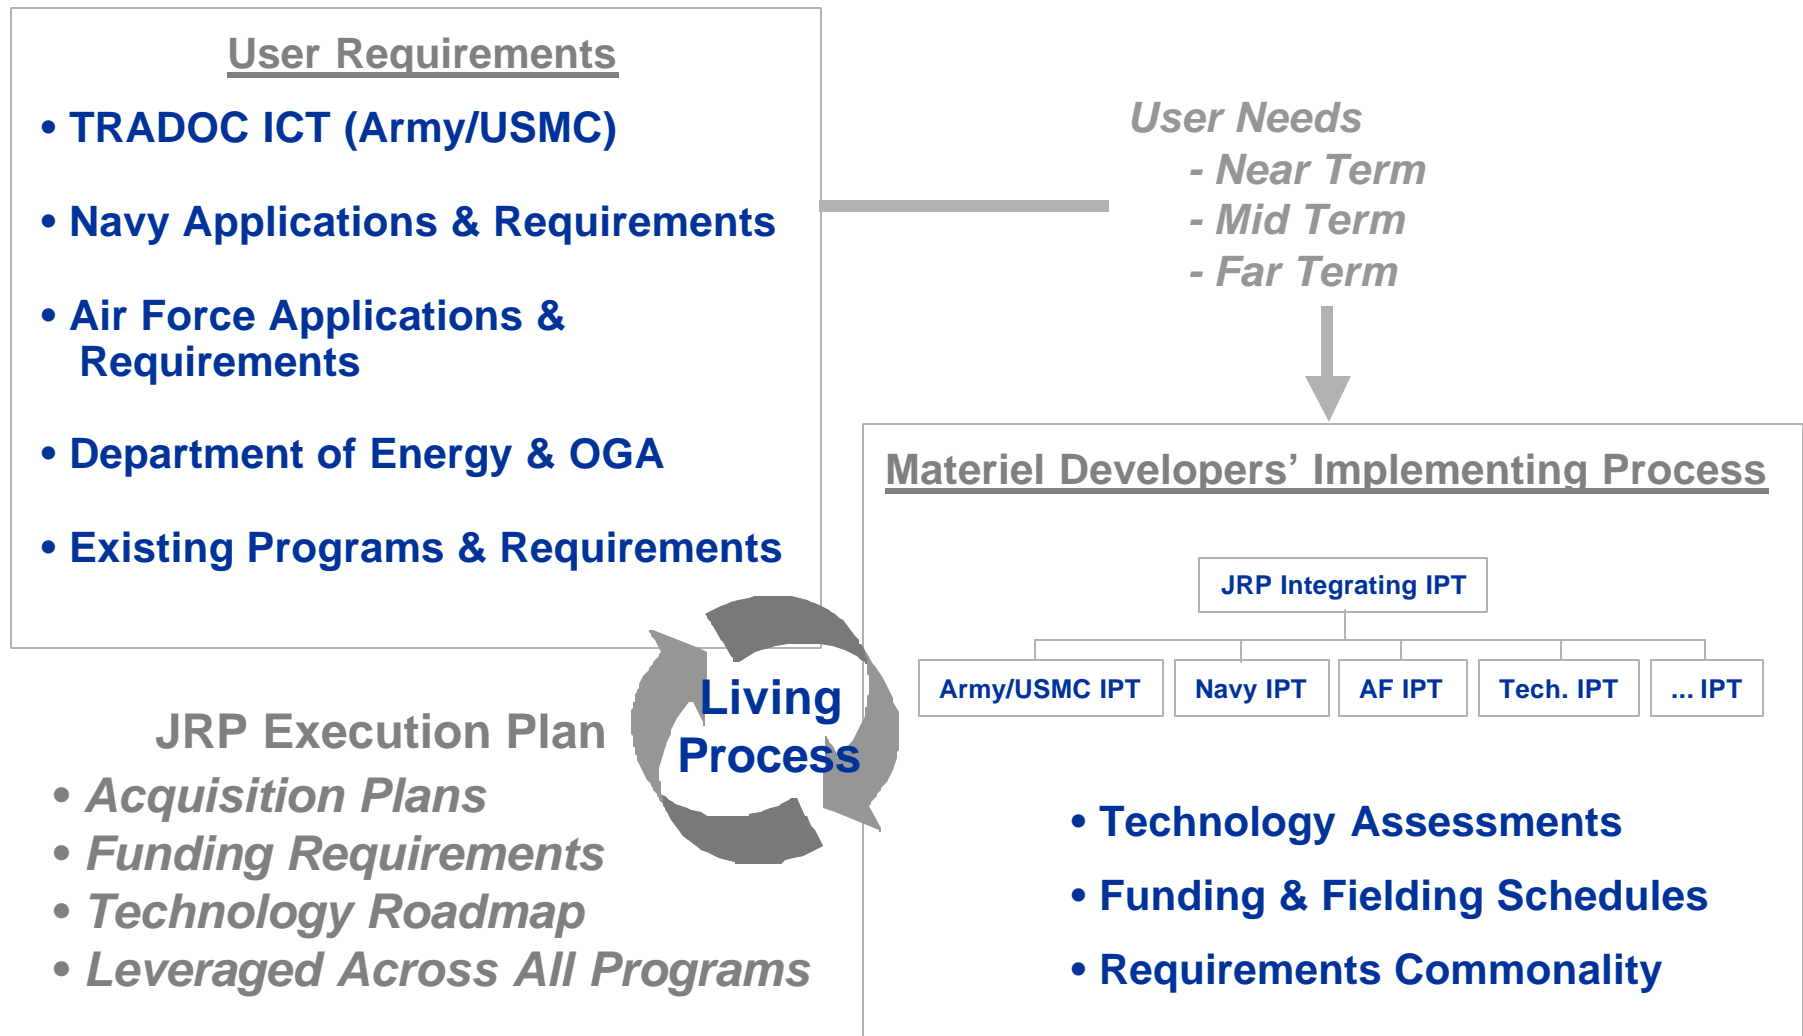 User Requirements
• TRADOC ICT (Army/USMC)
• Navy Applications & Requirements
• Air Force Applications &
Requirements
• Department of Energy & OGA
• Existing Programs & Requirements
User Needs
- Near Term
- Mid Term
- Far Term
Materiel Developers’ Implementing Process
JRP Integrating IPT
Army/USMC IPT
Navy IPT
AF IPT
Tech. IPT
... IPT
• Technology Assessments
• Funding & Fielding Schedules
• Requirements Commonality
Living
Process
JRP Execution Plan
• Acquisition Plans
• Funding Requirements
• Technology Roadmap
• Leveraged Across All Programs